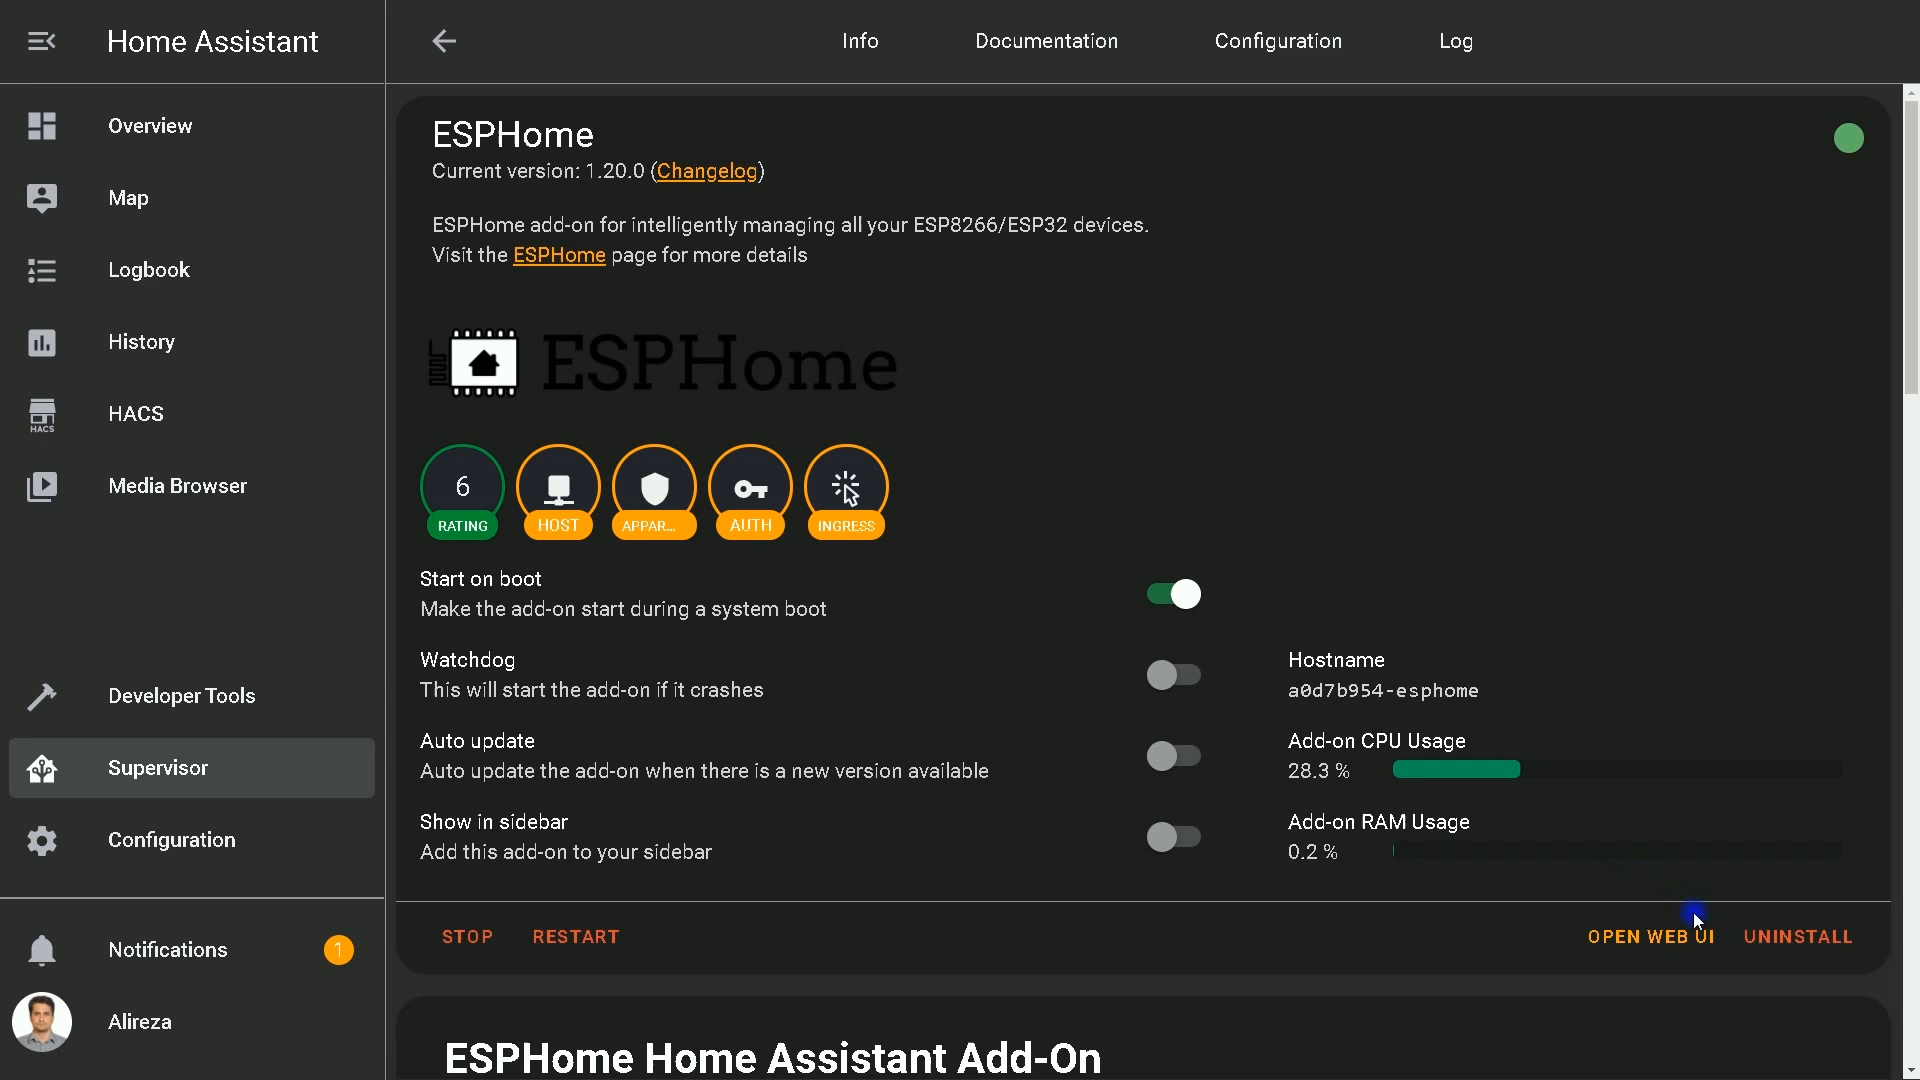 Home Assistant
Info
Documentation
Configuration
Log
Overview
Map
Logbook
History
HACS
HACS
Media Browser
Developer Tools
Supervisor
Configuration
Notifications
1
Alireza
ESPHome
Current version: 1.20.0 (Changelog)
ESPHome add-on for intelligently managing all your ESP8266/ESP32 devices.
Visit the ESPHome page for more details
ESPHome
6
RATING
HOST
APPAR...
AUTH
INGRESS
Start on boot
Make the add-on start during a system boot
Watchdog
This will start the add-on if it crashes
Auto update
Auto update the add-on when there is a new version available
Show in sidebar
Add this add-on to your sidebar
Hostname
a0d7b954-esphome
Add-on CPU Usage
28.3 %
Add-on RAM Usage
0.2 %
STOP
RESTART
OPEN WEB UI
UNINSTALL
ESPHome Home Assistant Add-On